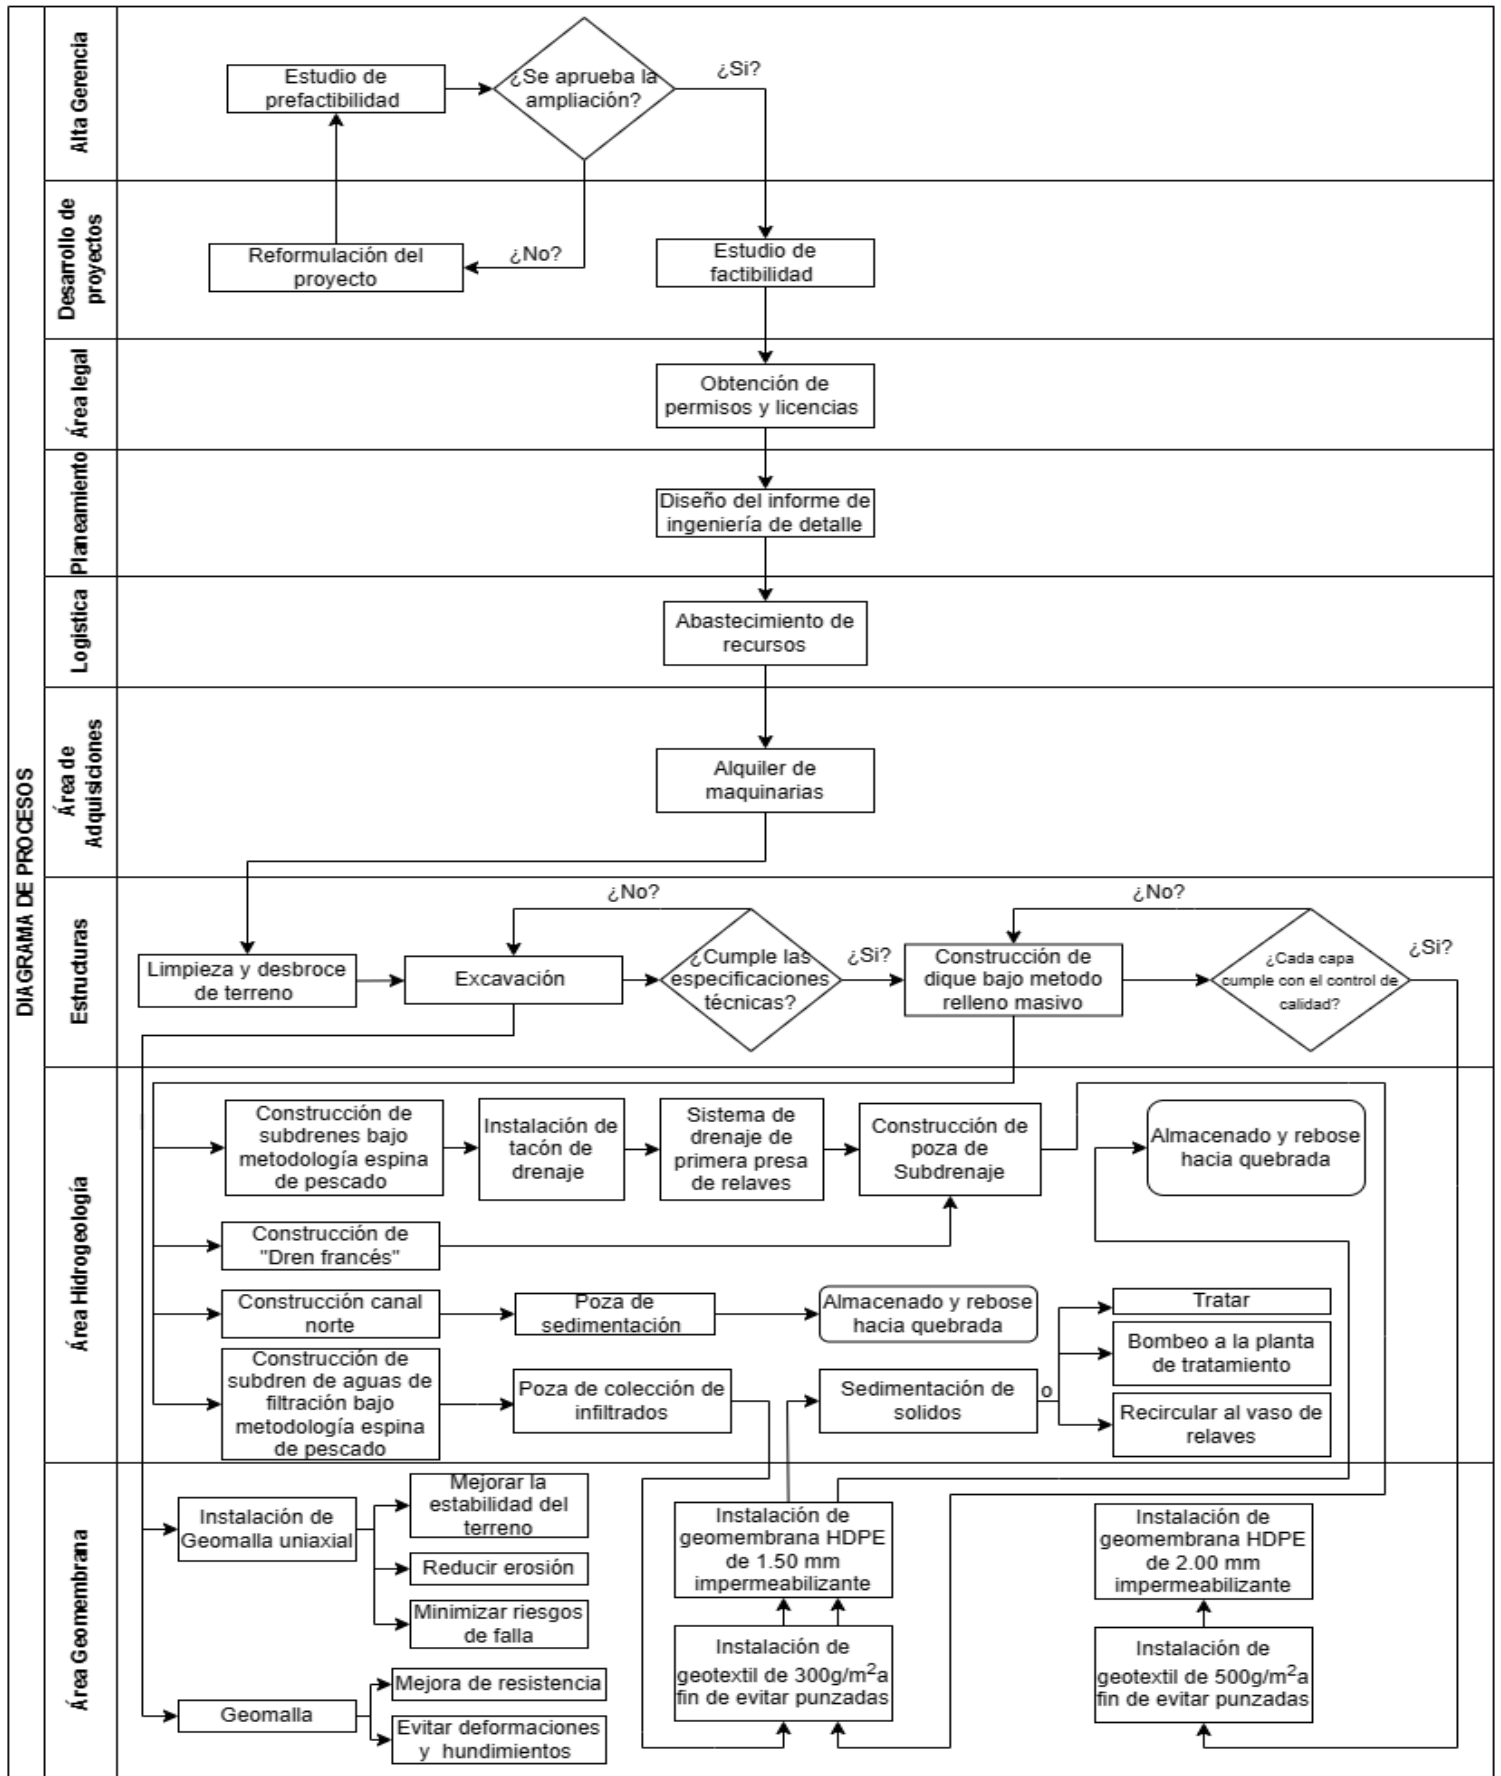 DIAGRAMA DE PROCESOS
Alta Gerencia
Estudio de
prefactibilidad
¿Se aprueba la
ampliación?
¿Si?
Desarrollo de
proyectos
Reformulación del
proyecto
¿No?
Estudio de
factibilidad
Área legal
Obtención de
permisos y licencias
Planeamiento
Diseño del informe de
ingeniería de detalle
Logistica
Abastecimiento de
recursos
Área de
Adquisiciones
Alquiler de
maquinarias
Estructuras
¿No?
¿No?
Limpieza y desbroce
de terreno
Excavación
¿Cumple las
especificaciones
técnicas?
¿Si?
Construcción de
dique bajo metodo
relleno masivo
¿Cada capa
cumple con el control de
calidad?
¿Si?
Área Hidrogeología
Construcción de
subdrenes bajo
metodología espina
de pescado
Instalación de
tacón de
drenaje
Sistema de
drenaje de
primera presa
de relaves
Construcción de
poza de
Subdrenaje
Almacenado y rebose
hacia quebrada
Construcción de
"Dren francés"
Construcción canal
norte
Poza de
sedimentación
Almacenado y rebose
hacia quebrada
Tratar
Bombeo a la planta
de tratamiento
Construcción de
subdren de aguas de
filtración bajo
metodología espina
de pescado
Poza de colección de
infiltrados
Sedimentación de
solidos
o
Recircular al vaso de
relaves
Área Geomembrana
Instalación de
Geomalla uniaxial
Mejorar la
estabilidad del
terreno
Reducir erosión
Minimizar riesgos
de falla
Instalación de
geomembrana HDPE
de 1.50 mm
impermeabilizante
Instalación de
geomembrana HDPE
de 2.00 mm
impermeabilizante
Instalación de
geotextil de 300g/m²a
fin de evitar punzadas
Instalación de
geotextil de 500g/m²a
fin de evitar punzadas
Geomalla
Mejora de resistencia
Evitar deformaciones
y hundimientos